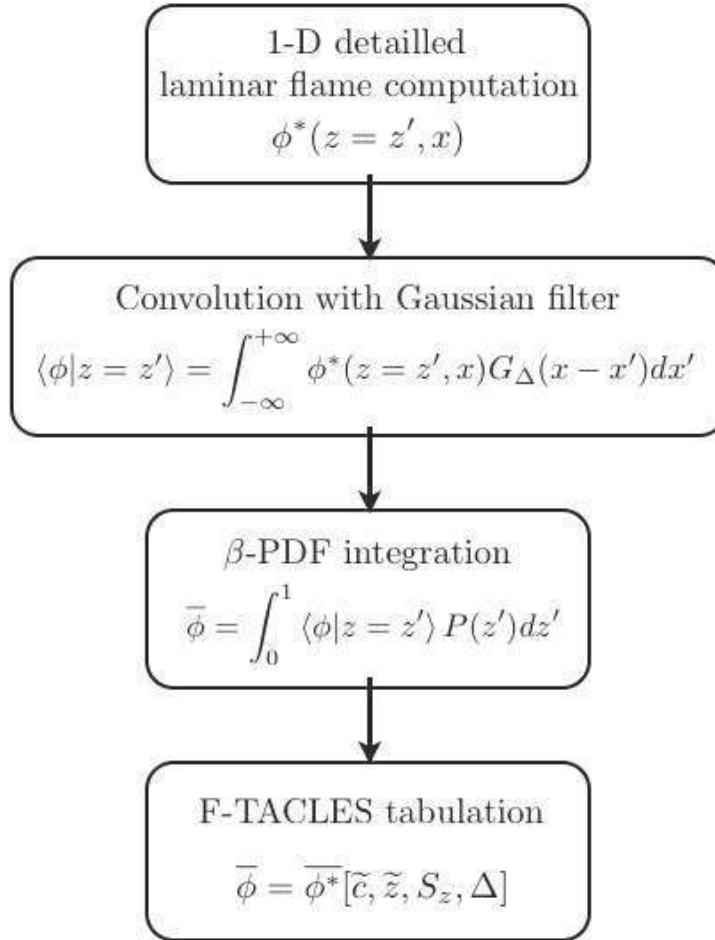 1-D detailled
laminar flame computation
ϕ*(z = z′, x)
Convolution with Gaussian filter
⟨ϕ|z = z′⟩ = ∫_{−∞}^{+∞} ϕ*(z = z′, x)G_Δ(x − x′)dx′
β-PDF integration
ϕ̅ = ∫_0^1 ⟨ϕ|z = z′⟩ P(z′)dz′
F-TACLES tabulation
ϕ̅ = ϕ̅*[c̃, z̃, S_z, Δ]